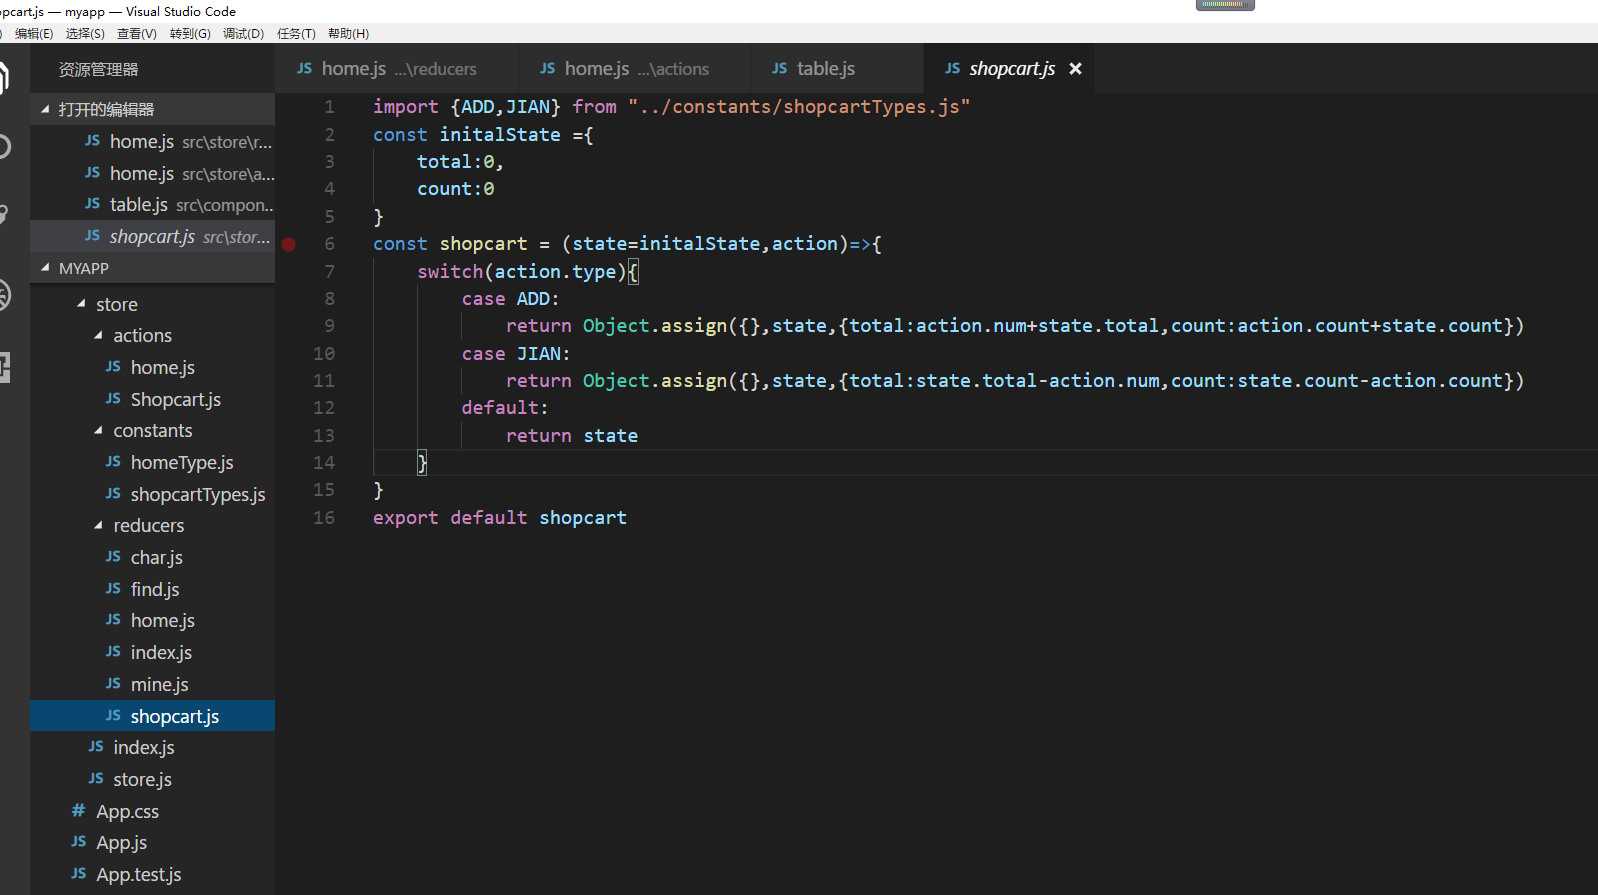 pcart.js — myapp — Visual Studio Code
) 编辑(E) 选择(S) 查看(V) 转到(G) 调试(D) 任务(T) 帮助(H)
资源管理器
打开的编辑器
JS home.js src\store\r...
JS home.js src\store\a...
JS table.js src\compon...
JS shopcart.js src\stor...
MYAPP
store
actions
JS home.js
JS Shopcart.js
constants
JS homeType.js
JS shopcartTypes.js
reducers
JS char.js
JS find.js
JS home.js
JS index.js
JS mine.js
JS shopcart.js
JS index.js
JS store.js
# App.css
JS App.js
JS App.test.js
JS home.js ...\reducers JS home.js ...\actions JS table.js JS shopcart.js
1 import {ADD,JIAN} from "../constants/shopcartTypes.js"
2 const initalState ={
3 total:0,
4 count:0
5 }
6 const shopcart = (state=initalState,action)=>{
7 switch(action.type){
8 case ADD:
9 return Object.assign({},state,{total:action.num+state.total,count:action.count+state.count})
10 case JIAN:
11 return Object.assign({},state,{total:state.total-action.num,count:state.count-action.count})
12 default:
13 return state
14 }
15 }
16 export default shopcart